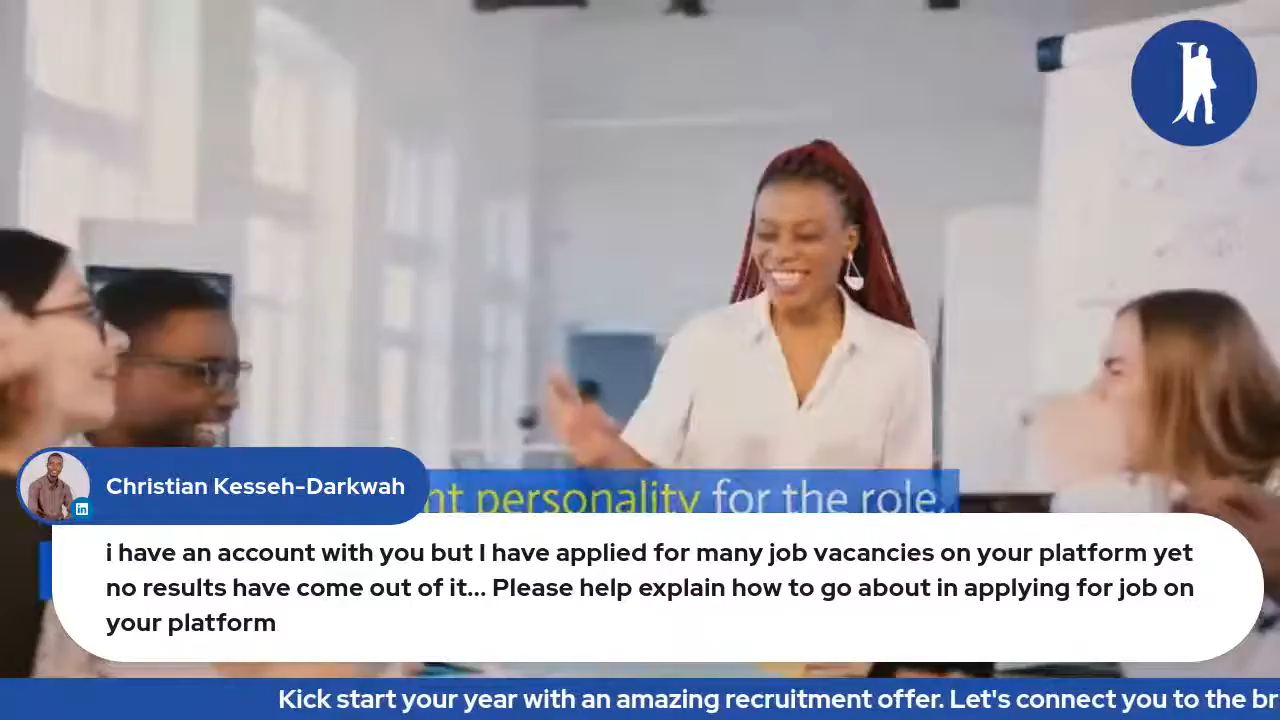 Christian Kesseh-Darkwah
in
personality for the role.
i have an account with you but I have applied for many job vacancies on your platform yet
no results have come out of it... Please help explain how to go about in applying for job on
your platform
Kick start your year with an amazing recruitment offer. Let's connect you to the